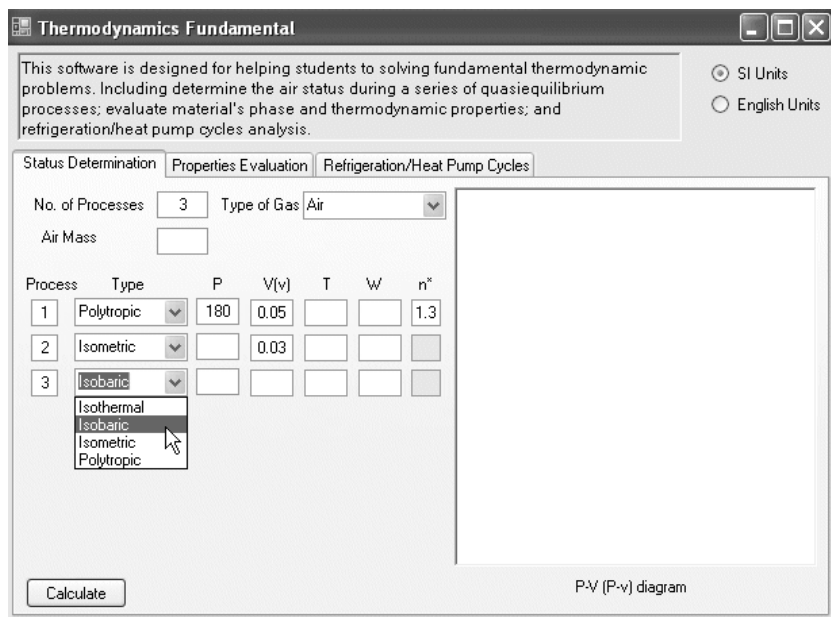 Thermodynamics Fundamental
This software is designed for helping students to solving fundamental thermodynamic
problems. Including determine the air status during a series of quasiequilibrium
processes; evaluate material's phase and thermodynamic properties; and
refrigeration/heat pump cycles analysis.
SI Units
English Units
Status Determination Properties Evaluation Refrigeration/Heat Pump Cycles
No. of Processes 3 Type of Gas Air
Air Mass
Process Type P V(v) T W n*
1 Polytropic 180 0.05 1.3
2 Isometric 0.03
3 Isobaric
Isothermal
Isobaric
Isometric
Polytropic
Calculate
P-V (P-v) diagram